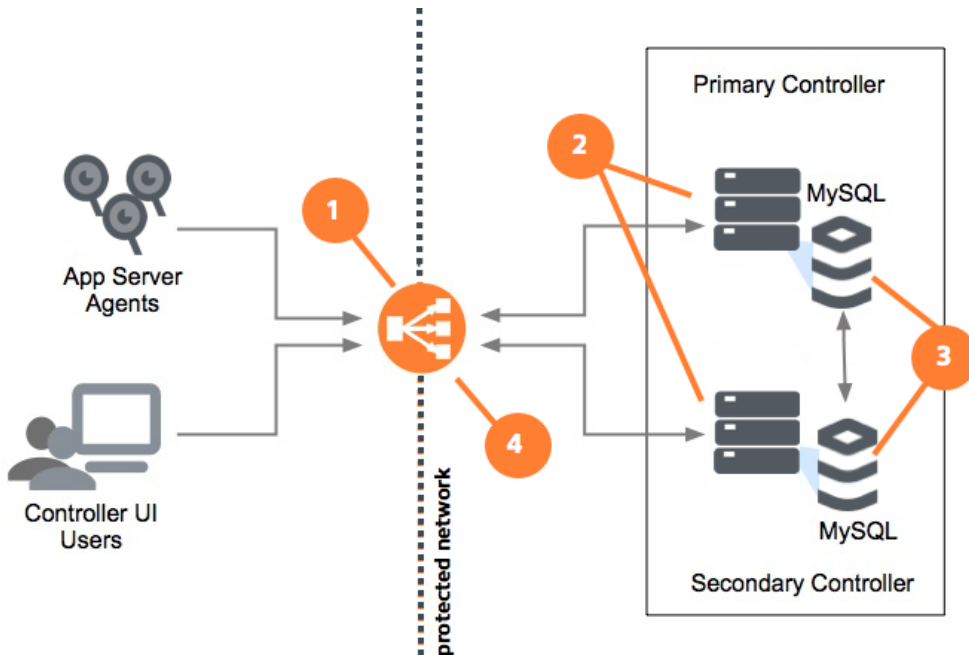 Primary Controller
2
MySQL
1
App Server
Agents
3
4
Controller UI
Users
protected network
MySQL
Secondary Controller